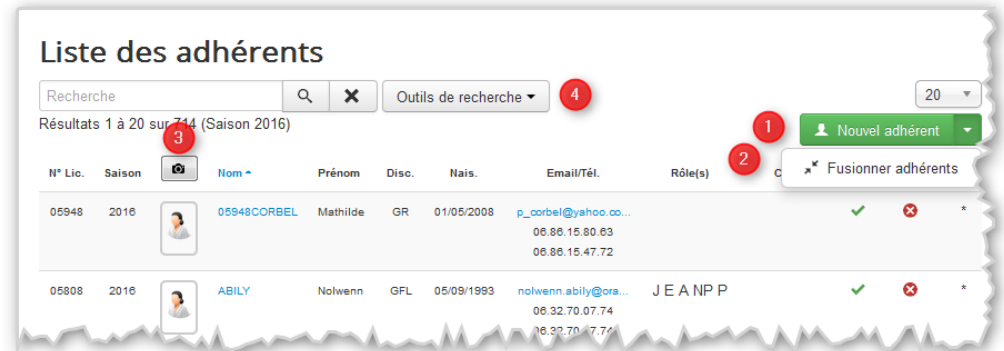 Liste des adhérents
Recherche Outils de recherche 4 20
Résultats 1 à 20 sur 714 (Saison 2016) 1 Nouvel adhérent
3 2 Fusionner adhérents
N° Lic. Saison Nom Prénom Disc. Nais. Email/Tél. Rôle(s) C
05948 2016 05948CORBEL Mathilde GR 01/05/2008 p_corbel@yahoo.co... *
06.86.15.80.63
06.86.15.47.72
05808 2016 ABILY Nolwenn GFL 05/09/1993 nolwenn.abily@ora... J E A NP P *
06.32.70.07.74